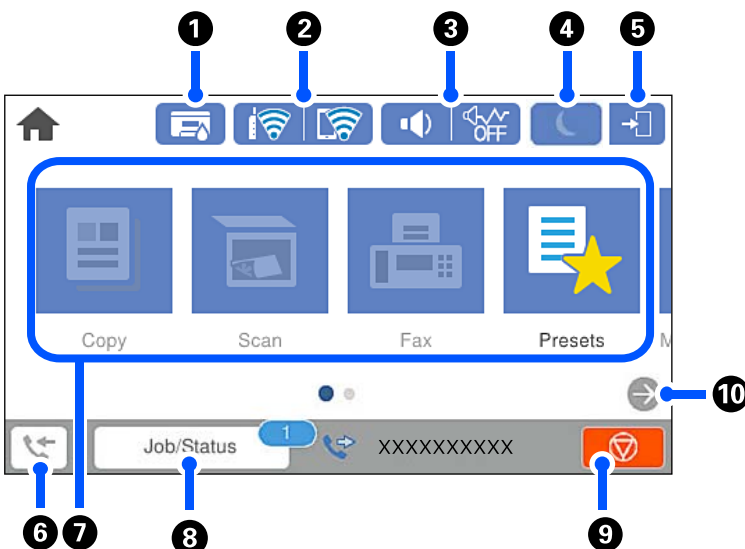 1 2 3 4 5
OFF
Copy Scan Fax Presets M
10
Job/Status 1 XXXXXXXXXX
6 7 8 9